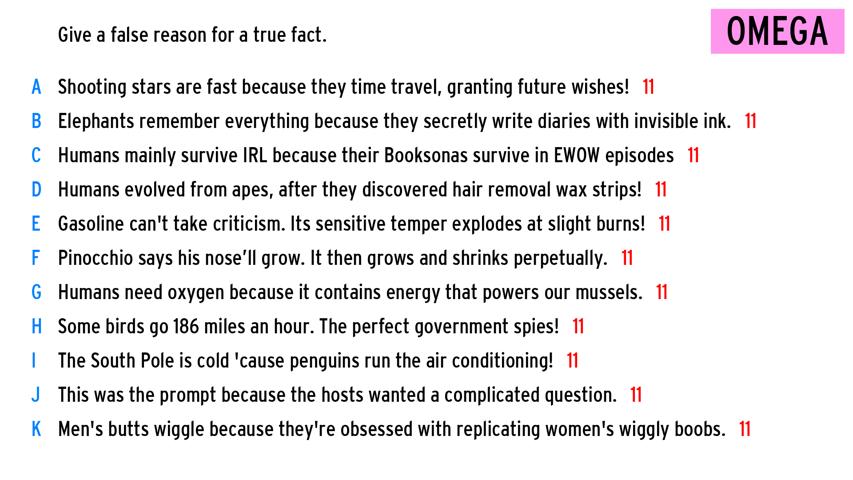 Give a false reason for a true fact.
OMEGA
A Shooting stars are fast because they time travel, granting future wishes! 11
B Elephants remember everything because they secretly write diaries with invisible ink. 11
C Humans mainly survive IRL because their Booksonas survive in EWOW episodes 11
D Humans evolved from apes, after they discovered hair removal wax strips! 11
E Gasoline can't take criticism. Its sensitive temper explodes at slight burns! 11
F Pinocchio says his nose’ll grow. It then grows and shrinks perpetually. 11
G Humans need oxygen because it contains energy that powers our mussels. 11
H Some birds go 186 miles an hour. The perfect government spies! 11
I The South Pole is cold 'cause penguins run the air conditioning! 11
J This was the prompt because the hosts wanted a complicated question. 11
K Men's butts wiggle because they're obsessed with replicating women's wiggly boobs. 11